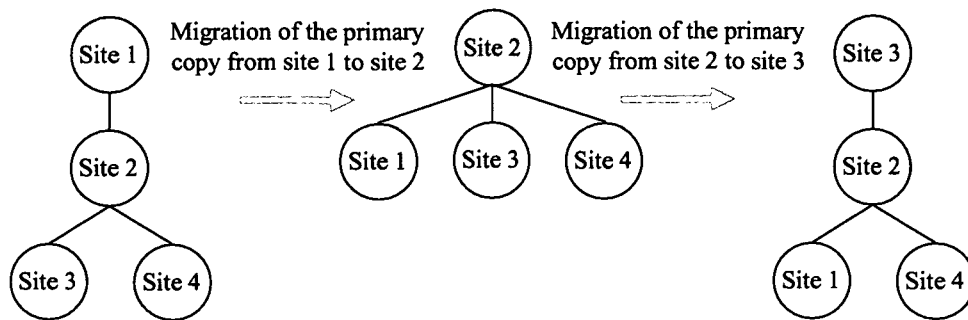 Site 1
Site 2
Site 3 Site 4
Migration of the primary
copy from site 1 to site 2
Site 2
Site 1 Site 3 Site 4
Migration of the primary
copy from site 2 to site 3
Site 3
Site 2
Site 1 Site 4